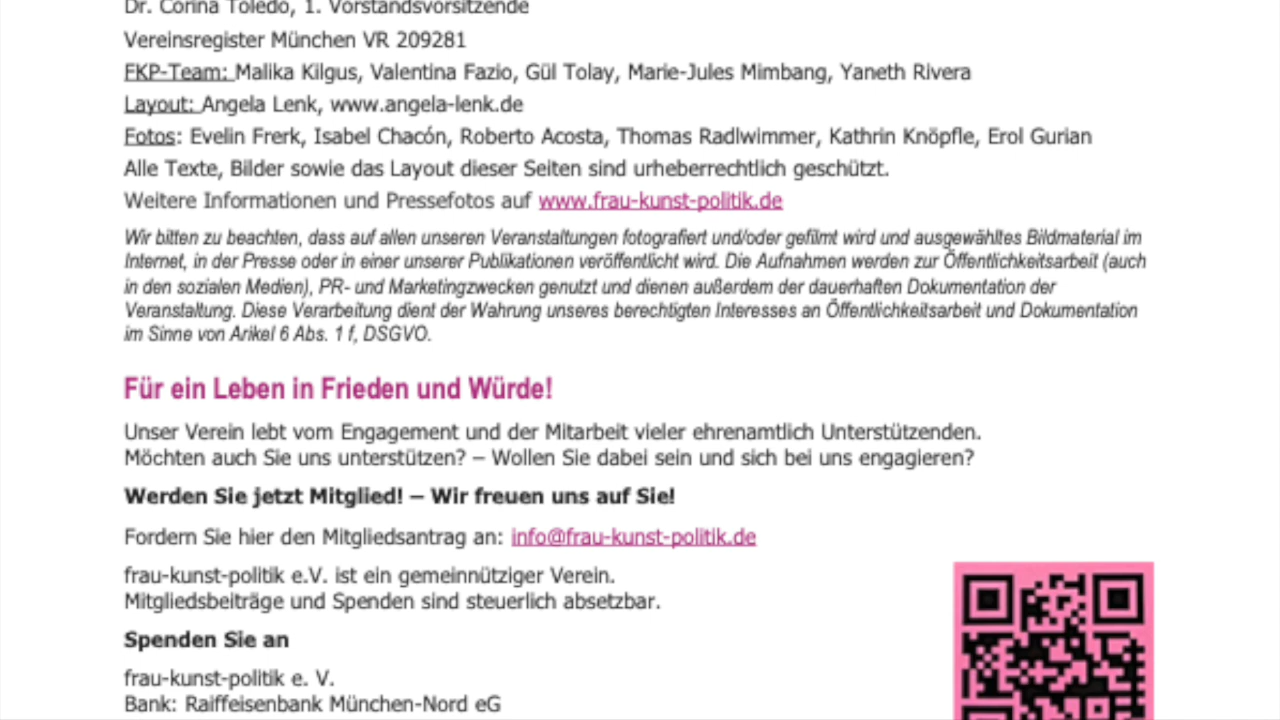 Dr. Corina Toledo, 1. Vorstandsvorsitzende
Vereinsregister München VR 209281
FKP-Team: Malika Kilgus, Valentina Fazio, Gül Tolay, Marie-Jules Mimbang, Yaneth Rivera
Layout: Angela Lenk, www.angela-lenk.de
Fotos: Evelin Frerk, Isabel Chacón, Roberto Acosta, Thomas Radlwimmer, Kathrin Knöpfle, Erol Gurian
Alle Texte, Bilder sowie das Layout dieser Seiten sind urheberrechtlich geschützt.
Weitere Informationen und Pressefotos auf www.frau-kunst-politik.de
Wir bitten zu beachten, dass auf allen unseren Veranstaltungen fotografiert und/oder gefilmt wird und ausgewähltes Bildmaterial im
Internet, in der Presse oder in einer unserer Publikationen veröffentlicht wird. Die Aufnahmen werden zur Öffentlichkeitsarbeit (auch
in den sozialen Medien), PR- und Marketingzwecken genutzt und dienen außerdem der dauerhaften Dokumentation der
Veranstaltung. Diese Verarbeitung dient der Wahrung unseres berechtigten Interesses an Öffentlichkeitsarbeit und Dokumentation
im Sinne von Arikel 6 Abs. 1 f, DSGVO.
Für ein Leben in Frieden und Würde!
Unser Verein lebt vom Engagement und der Mitarbeit vieler ehrenamtlich Unterstützenden.
Möchten auch Sie uns unterstützen? – Wollen Sie dabei sein und sich bei uns engagieren?
Werden Sie jetzt Mitglied! – Wir freuen uns auf Sie!
Fordern Sie hier den Mitgliedsantrag an: info@frau-kunst-politik.de
frau-kunst-politik e.V. ist ein gemeinnütziger Verein.
Mitgliedsbeiträge und Spenden sind steuerlich absetzbar.
Spenden Sie an
frau-kunst-politik e. V.
Bank: Raiffeisenbank München-Nord eG